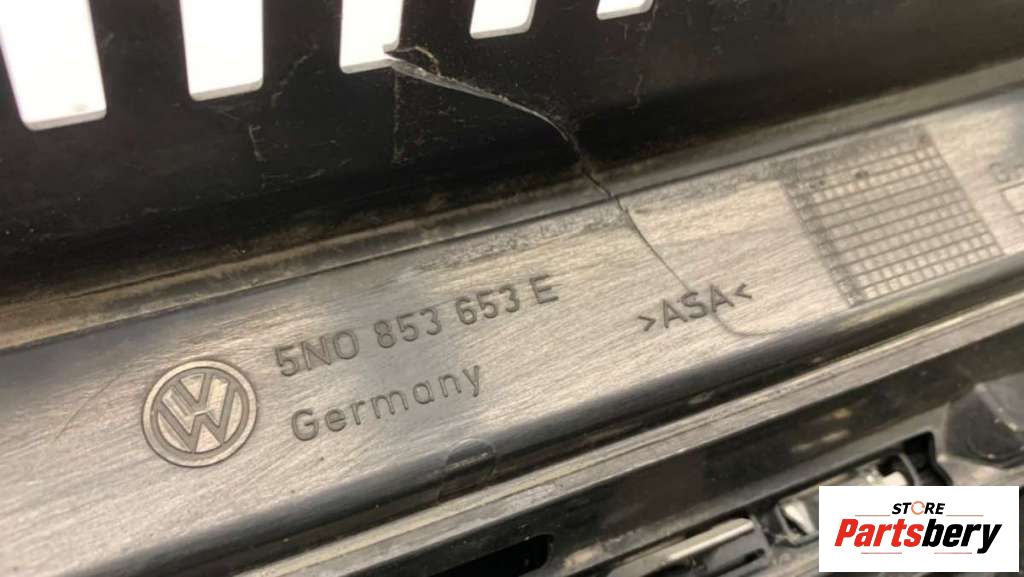 5N0 853 653 E
Germany
>ASA<
STORE
Partsbery